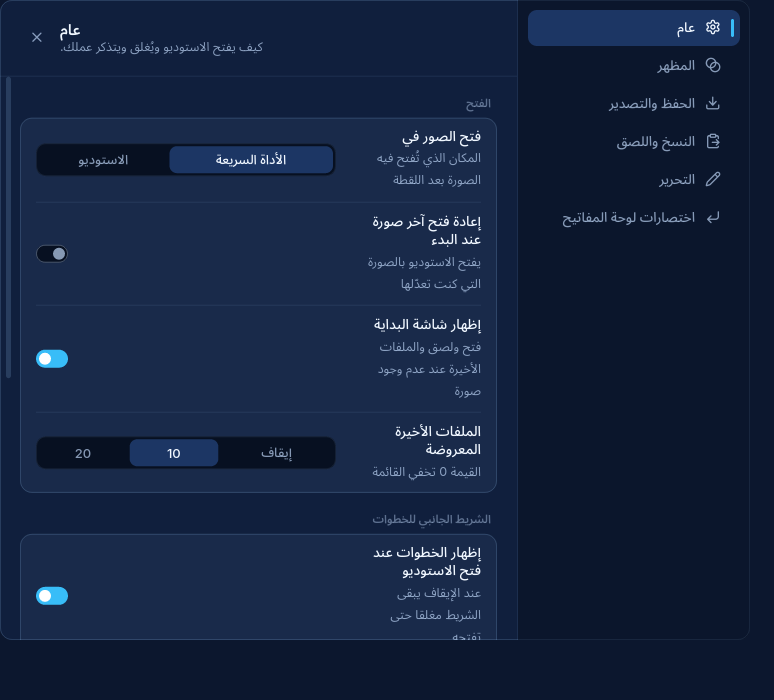 عام
المظهر
الحفظ والتصدير
النسخ واللصق
التحرير
اختصارات لوحة المفاتيح
عام
كيف يفتح الاستوديو ويُغلق ويتذكر عملك.
الفتح
فتح الصور في
المكان الذي تُفتح فيه
الصورة بعد اللقطة
الأداة السريعة
الاستوديو
إعادة فتح آخر صورة
عند البدء
يفتح الاستوديو بالصورة
التي كنت تعدّلها
إظهار شاشة البداية
فتح ولصق والملفات
الأخيرة عند عدم وجود
صورة
الملفات الأخيرة
المعروضة
القيمة 0 تخفي القائمة
إيقاف
10
20
الشريط الجانبي للخطوات
إظهار الخطوات عند
فتح الاستوديو
عند الإيقاف يبقى
الشريط مغلقا حتى
تفتحه